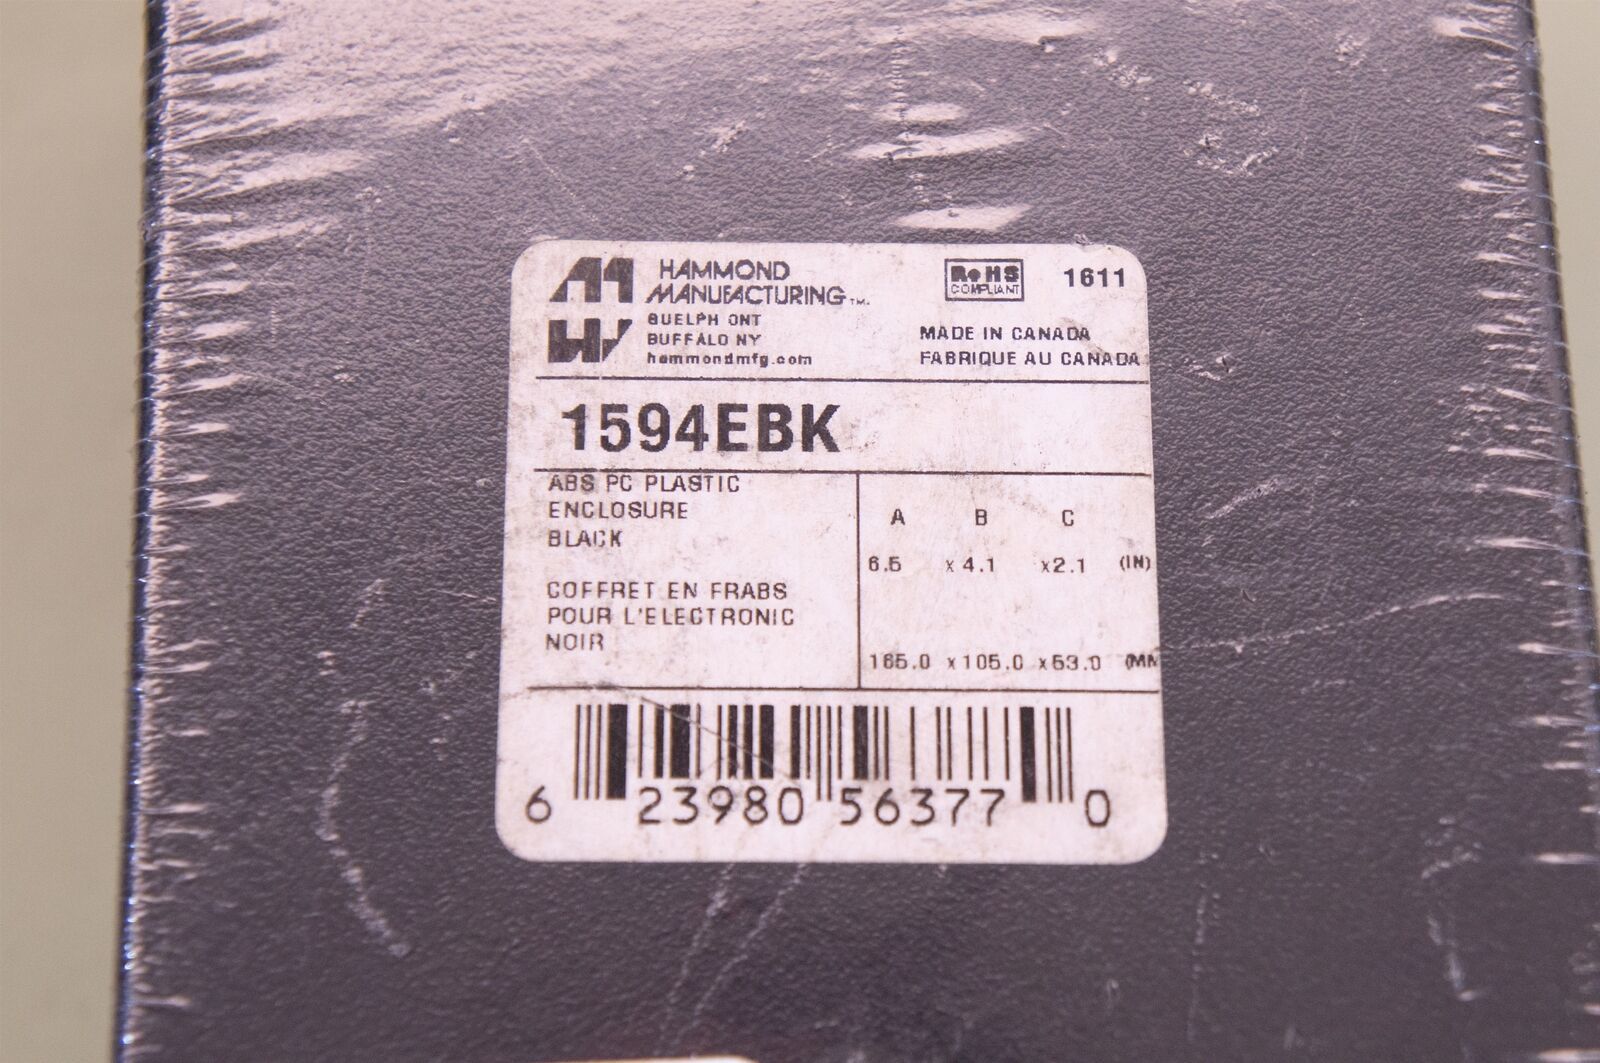 HAMMOND
MANUFACTURING™.
GUELPH ONT
BUFFALO NY
hammondmfg.com
RoHS
COMPLIANT
1611
MADE IN CANADA
FABRIQUE AU CANADA
1594EBK
ABS PC PLASTIC
ENCLOSURE
BLACK
COFFRET EN FRABS
POUR L'ELECTRONIC
NOIR
A B C
6.5 x 4.1 x2.1 (IN)
165.0 x105.0 x53.0 (MM
6 23980 56377 0